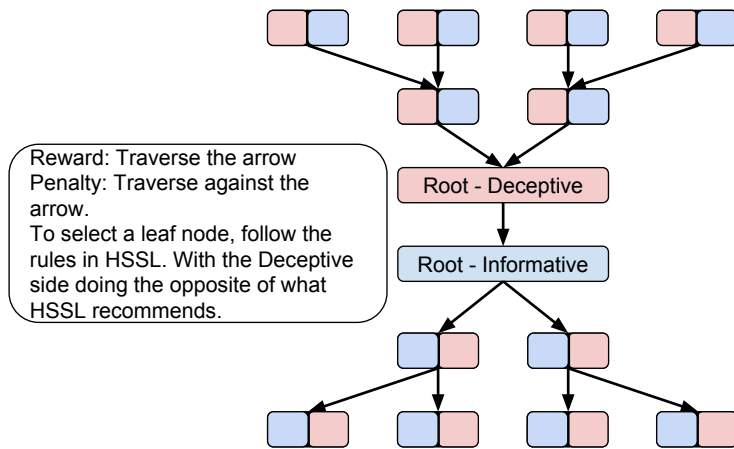 Root - Deceptive
Reward: Traverse the arrow
Penalty: Traverse against the
arrow.
To select a leaf node, follow the
rules in HSSL. With the Deceptive
side doing the opposite of what
HSSL recommends.
Root - Informative